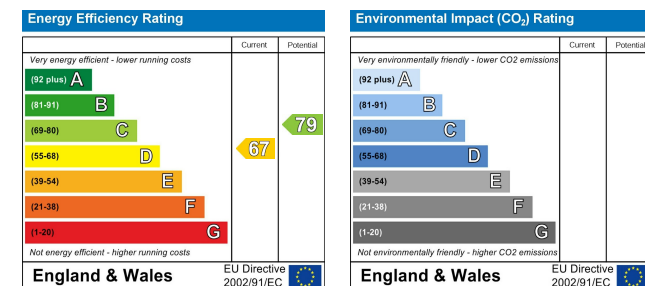 Energy Efficiency Rating
Current Potential
Very energy efficient - lower running costs
(92 plus) A
(81-91) B
(69-80) C
79
(55-68) D
67
(39-54) E
(21-38) F
(1-20) G
Not energy efficient - higher running costs
England & Wales
EU Directive
2002/91/EC
Environmental Impact (CO₂) Rating
Current Potential
Very environmentally friendly - lower CO2 emissions
(92 plus) A
(81-91) B
(69-80) C
(55-68) D
(39-54) E
(21-38) F
(1-20) G
Not environmentally friendly - higher CO2 emissions
England & Wales
EU Directive
2002/91/EC